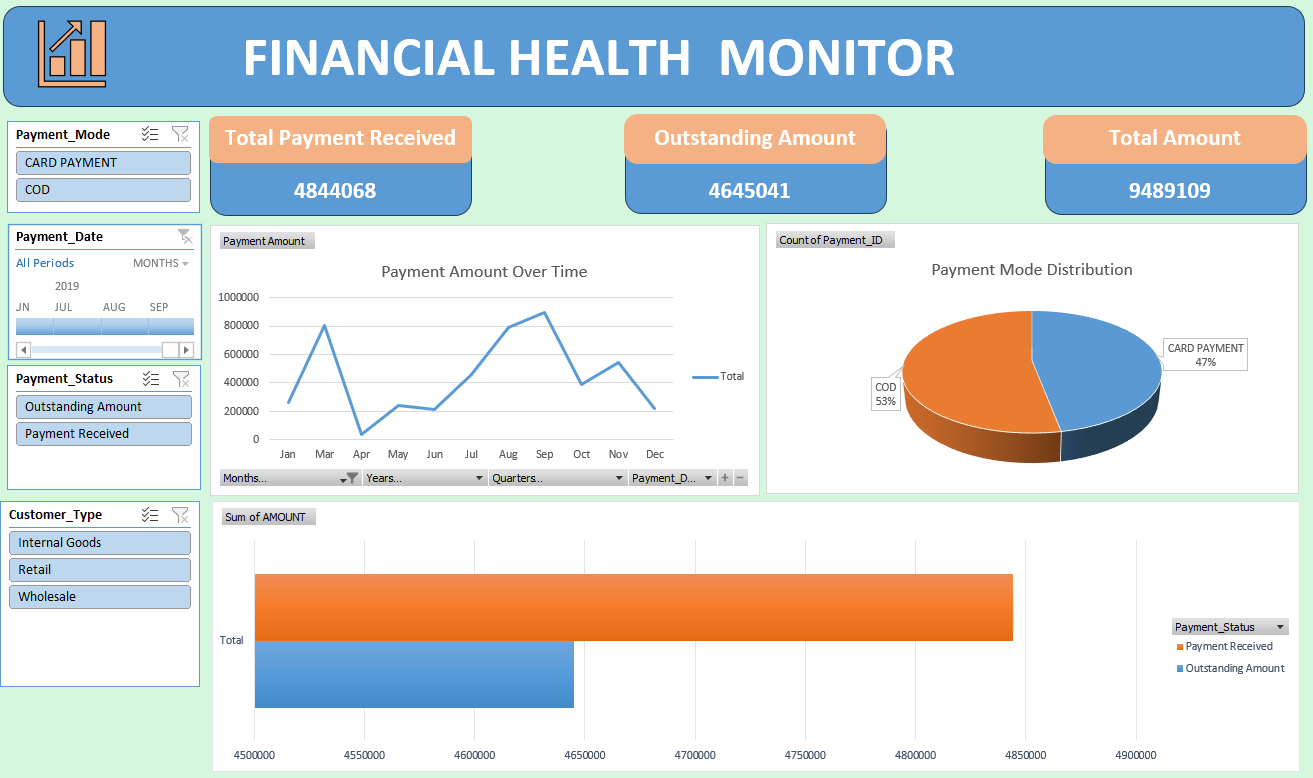 FINANCIAL HEALTH MONITOR
Payment_Mode
CARD PAYMENT
COD
Total Payment Received
4844068
Outstanding Amount
4645041
Total Amount
9489109
Payment_Date
All Periods
MONTHS
2019
JN JUL AUG SEP
Payment_Status
Outstanding Amount
Payment Received
Customer_Type
Internal Goods
Retail
Wholesale
Payment Amount
Payment Amount Over Time
1000000
800000
600000
400000
200000
0
Jan Mar Apr May Jun Jul Aug Sep Oct Nov Dec
Total
Months... Years... Quarters... Payment_D...
Count of Payment_ID
Payment Mode Distribution
CARD PAYMENT
47%
COD
53%
Sum of AMOUNT
Total
4500000 4550000 4600000 4650000 4700000 4750000 4800000 4850000 4900000
Payment_Status
Payment Received
Outstanding Amount